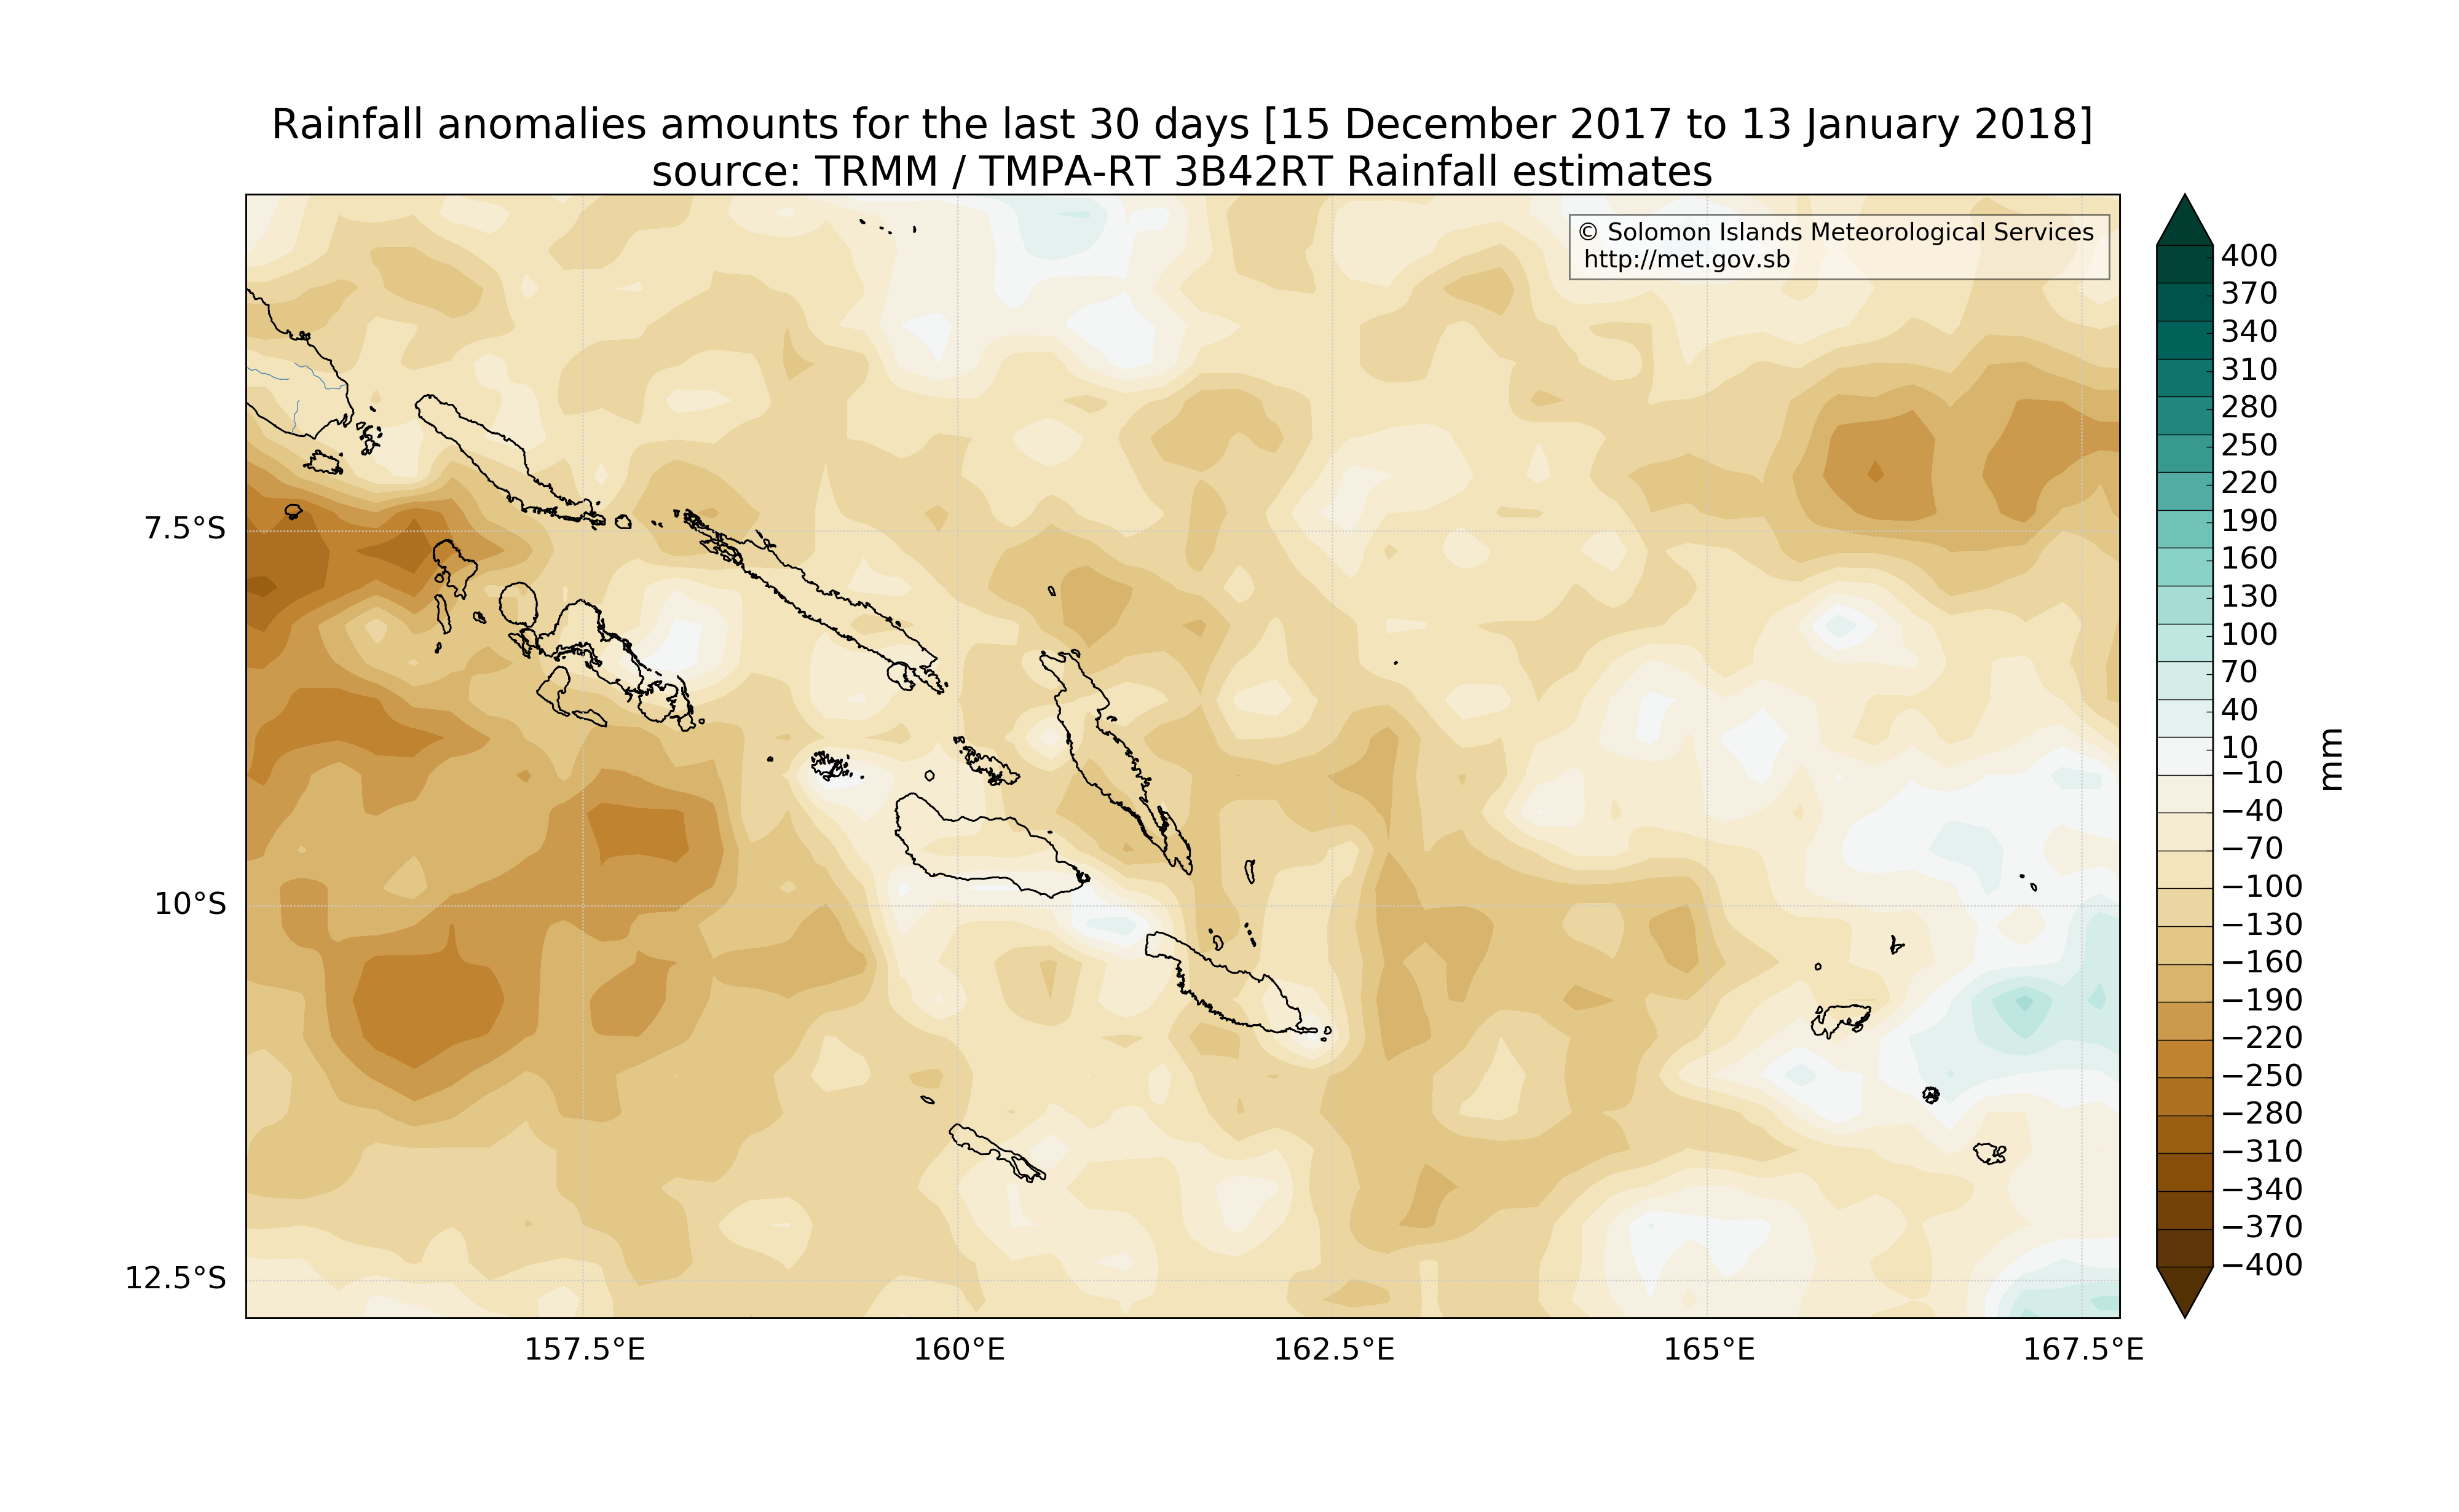 Rainfall anomalies amounts for the last 30 days [15 December 2017 to 13 January 2018]
source: TRMM / TMPA-RT 3B42RT Rainfall estimates
© Solomon Islands Meteorological Services
http://met.gov.sb
7.5°S
10°S
12.5°S
157.5°E
160°E
162.5°E
165°E
167.5°E
400
370
340
310
280
250
220
190
160
130
100
70
40
10
−10
−40
−70
−100
−130
−160
−190
−220
−250
−280
−310
−340
−370
−400
mm